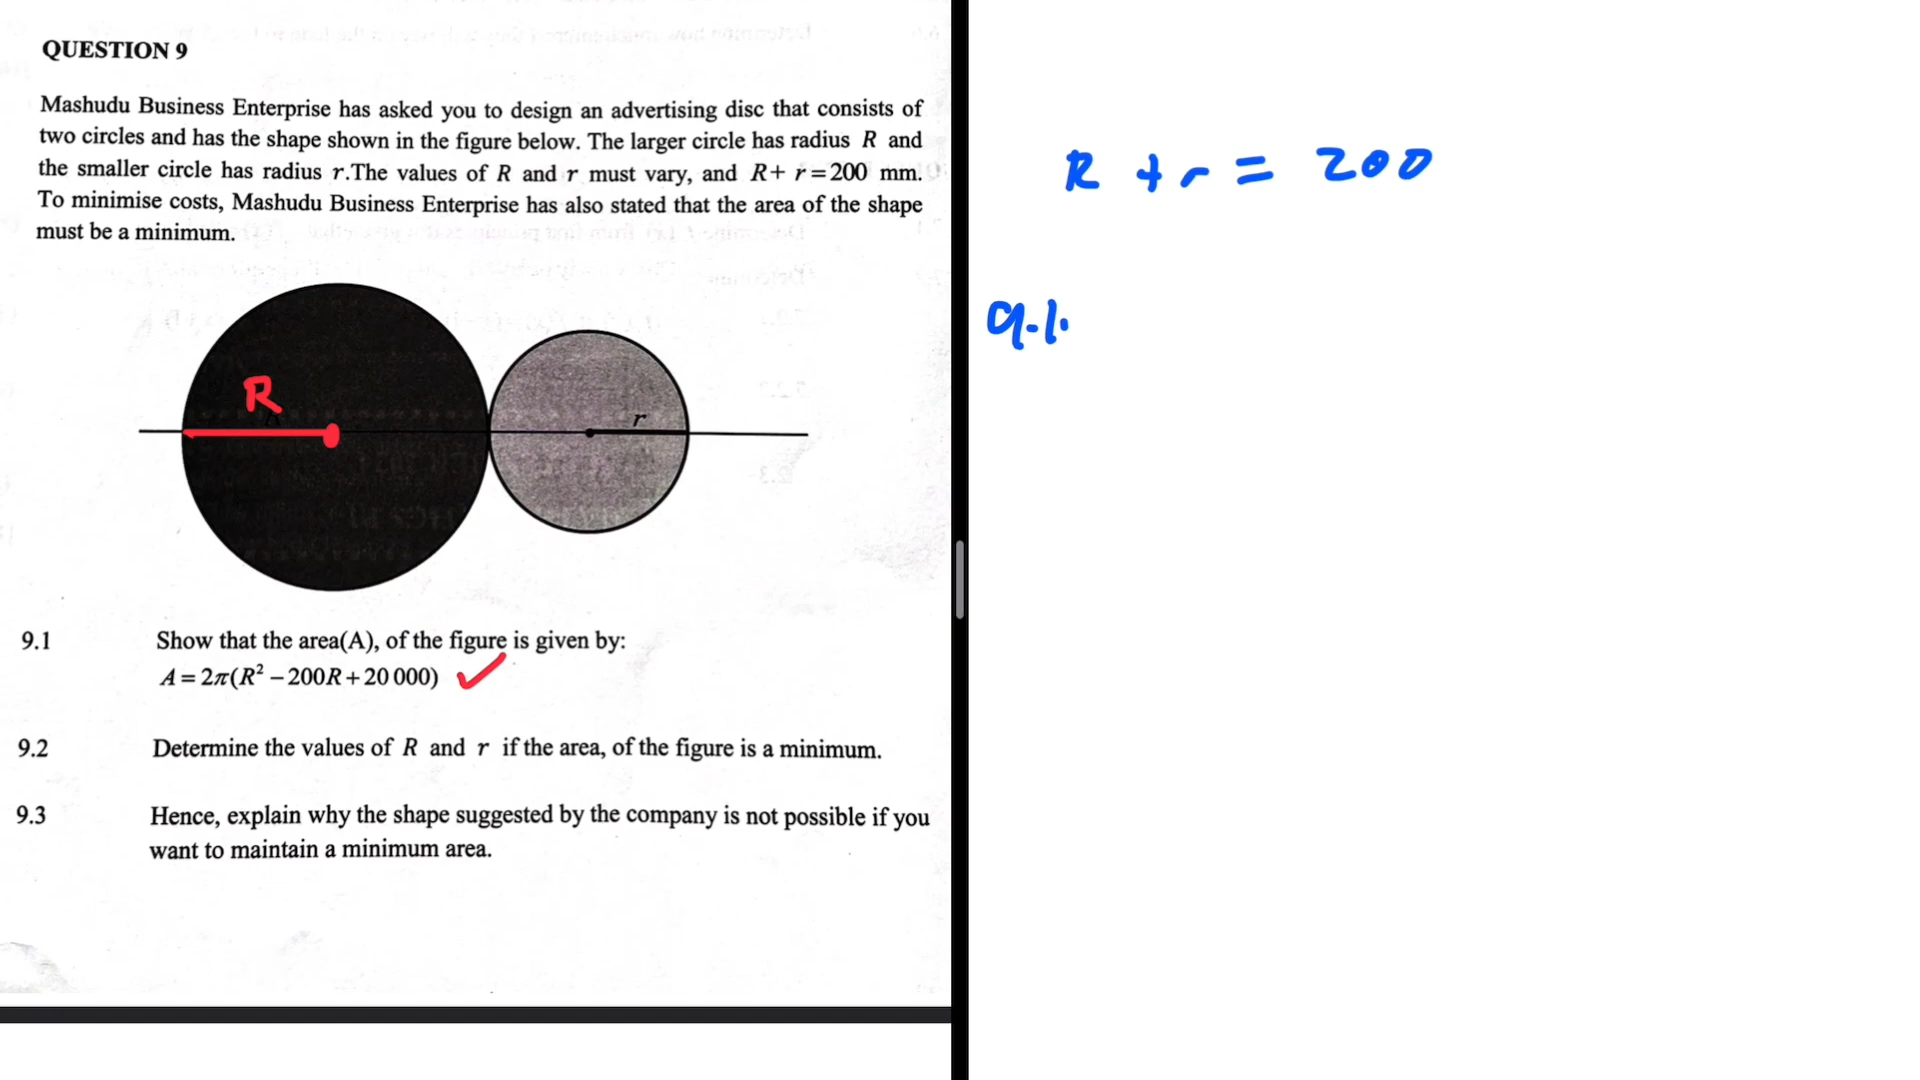 QUESTION 9
Mashudu Business Enterprise has asked you to design an advertising disc that consists of
two circles and has the shape shown in the figure below. The larger circle has radius R and
the smaller circle has radius r.The values of R and r must vary, and R+ r=200 mm.
To minimise costs, Mashudu Business Enterprise has also stated that the area of the shape
must be a minimum.
R
r
9.1 Show that the area(A), of the figure is given by:
A=2π(R²−200R+20 000)
9.2 Determine the values of R and r if the area, of the figure is a minimum.
9.3 Hence, explain why the shape suggested by the company is not possible if you
want to maintain a minimum area.
R + r = 200
9.1.